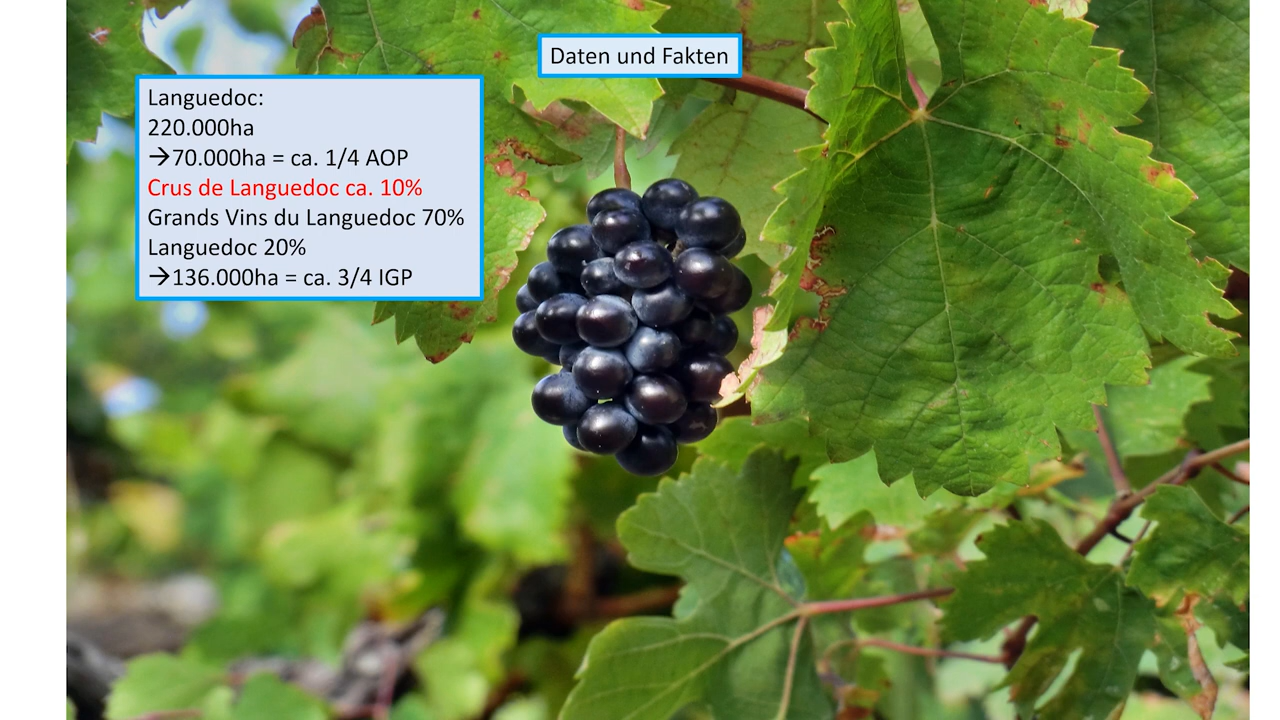 Daten und Fakten
Languedoc:
220.000ha
→70.000ha = ca. 1/4 AOP
Crus de Languedoc ca. 10%
Grands Vins du Languedoc 70%
Languedoc 20%
→136.000ha = ca. 3/4 IGP